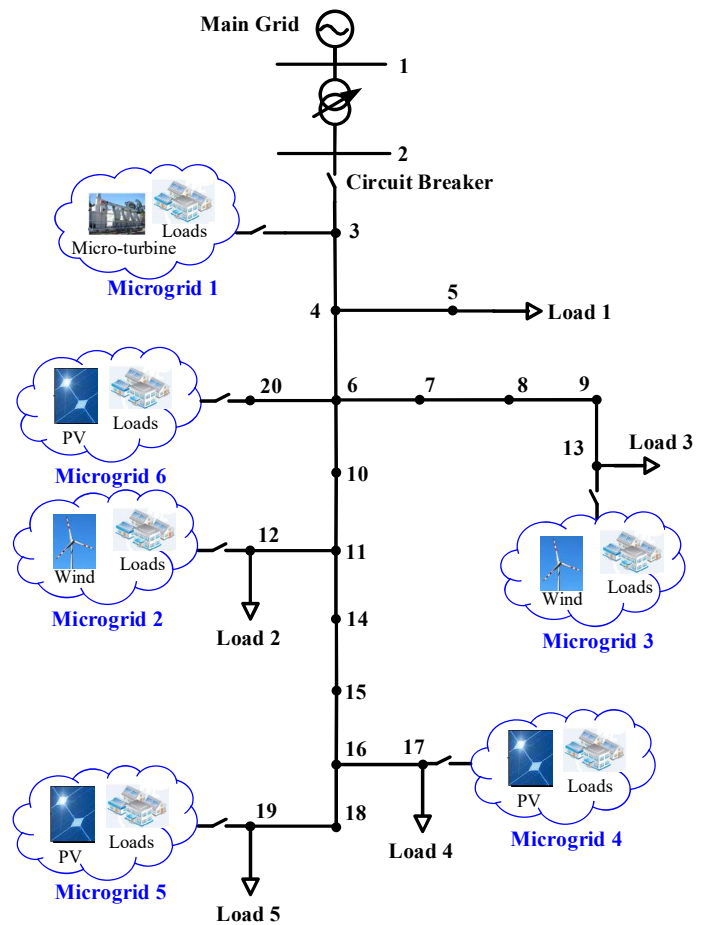 Main Grid
1
2
Circuit Breaker
Micro-turbine
Loads
3
Microgrid 1
4
5
Load 1
20
6
7
8
9
PV
Loads
Microgrid 6
13
Load 3
10
12
11
Wind
Loads
Microgrid 2
Load 2
Wind
Loads
Microgrid 3
14
15
16
17
PV
Loads
Microgrid 4
Load 4
19
18
PV
Loads
Microgrid 5
Load 5